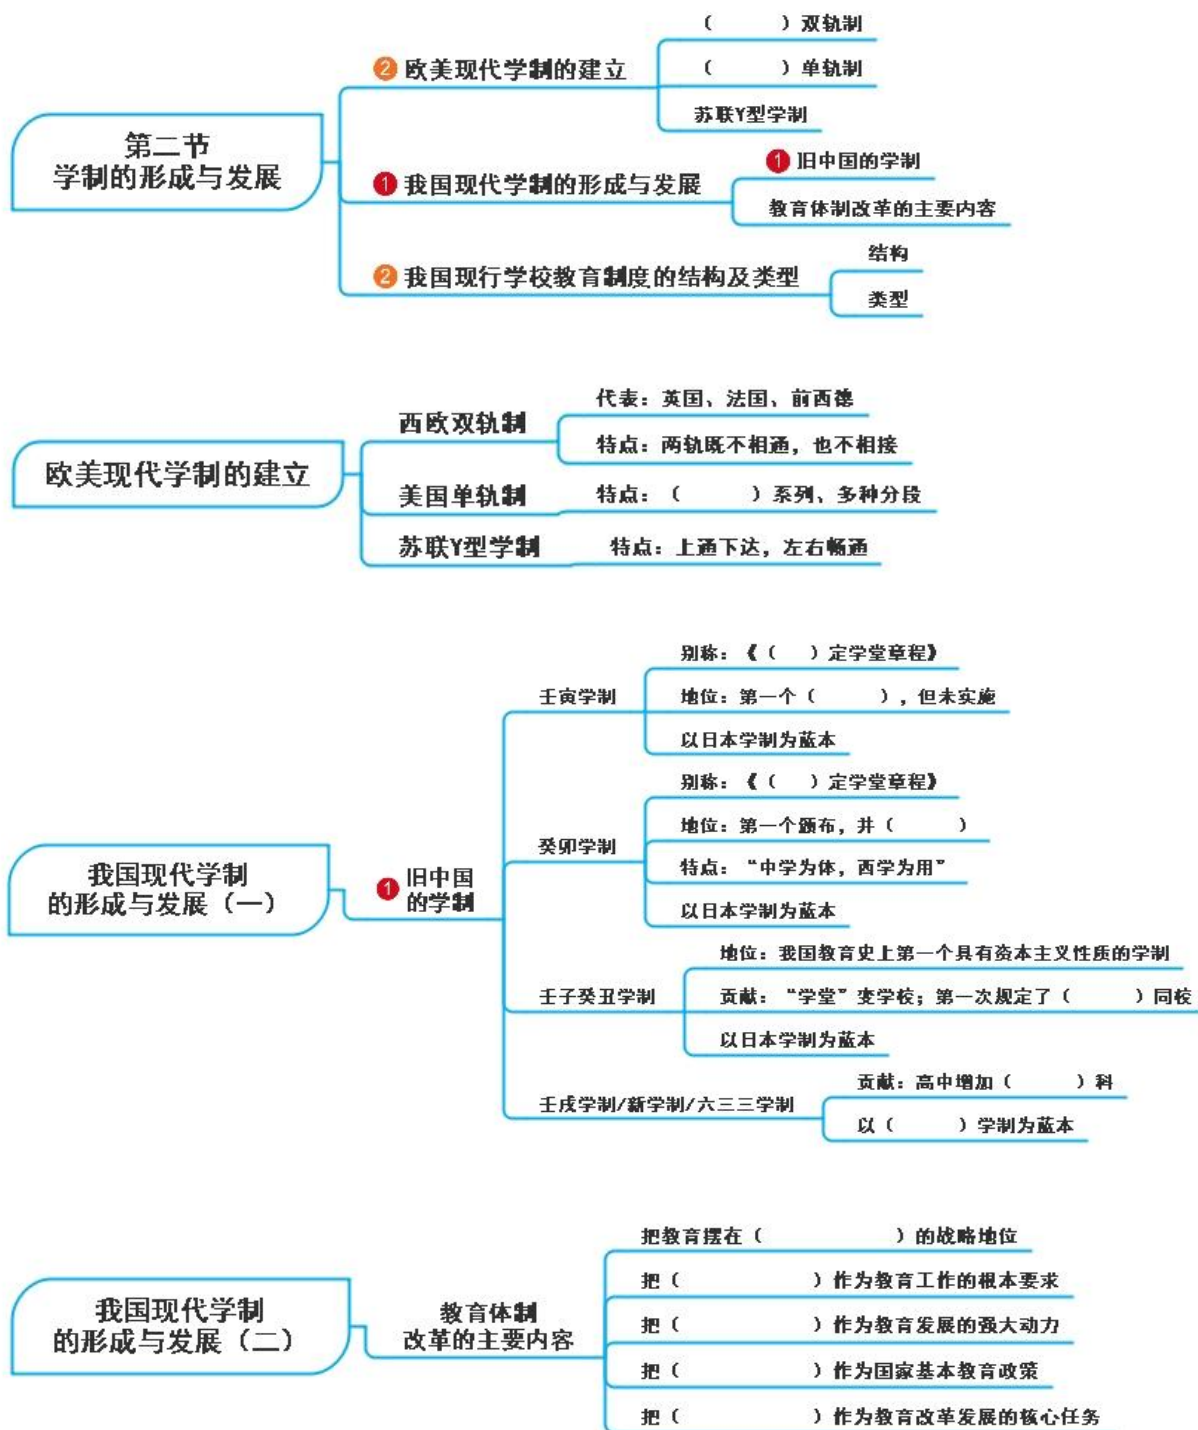 第二节
学制的形成与发展
② 欧美现代学制的建立
（ ）双轨制
（ ）单轨制
苏联Y型学制
① 我国现代学制的形成与发展
① 旧中国的学制
教育体制改革的主要内容
② 我国现行学校教育制度的结构及类型
结构
类型
欧美现代学制的建立
西欧双轨制
代表：英国、法国、前西德
特点：两轨既不相通，也不相接
美国单轨制
特点：（ ）系列、多种分段
苏联Y型学制
特点：上通下达，左右畅通
我国现代学制
的形成与发展（一）
① 旧中国
的学制
壬寅学制
别称：《（ ）定学堂章程》
地位：第一个（ ），但未实施
以日本学制为蓝本
癸卯学制
别称：《（ ）定学堂章程》
地位：第一个颁布，并（ ）
特点：“中学为体，西学为用”
以日本学制为蓝本
壬子癸丑学制
地位：我国教育史上第一个具有资本主义性质的学制
贡献：“学堂”变学校；第一次规定了（ ）同校
以日本学制为蓝本
壬戌学制/新学制/六三三学制
贡献：高中增加（ ）科
以（ ）学制为蓝本
我国现代学制
的形成与发展（二）
教育体制
改革的主要内容
把教育摆在（ ）的战略地位
把（ ）作为教育工作的根本要求
把（ ）作为教育发展的强大动力
把（ ）作为国家基本教育政策
把（ ）作为教育改革发展的核心任务